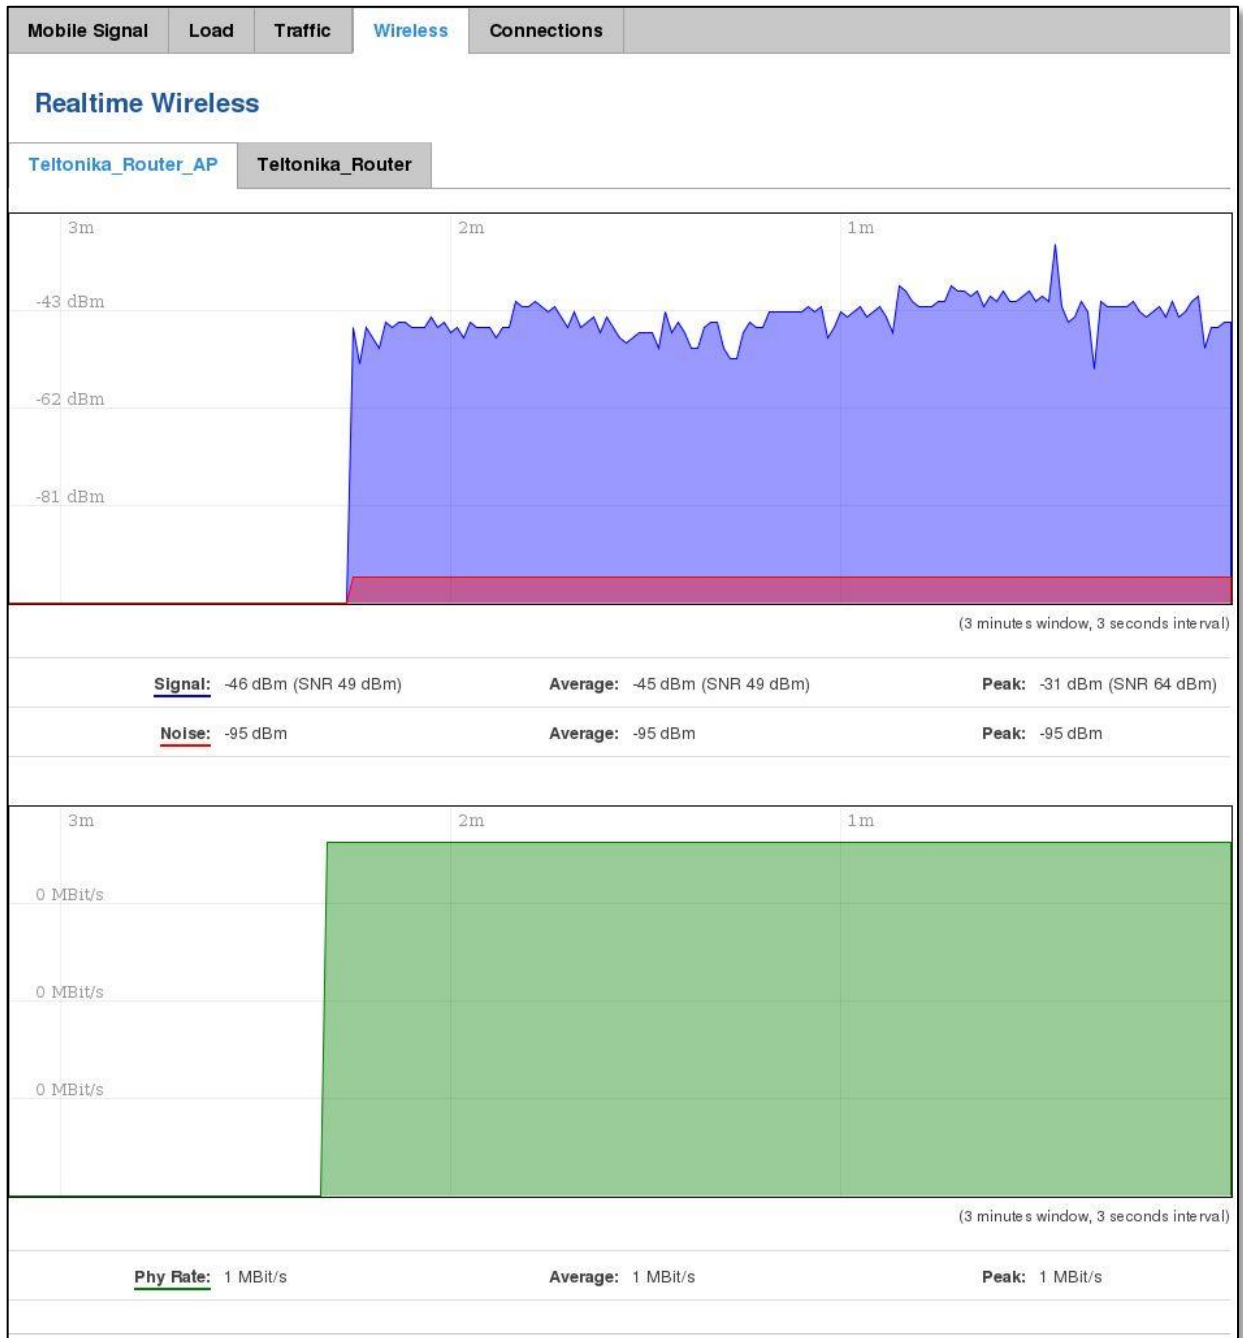 Mobile Signal Load Traffic Wireless Connections
Realtime Wireless
Teltonika_Router_AP Teltonika_Router
3m 2m 1m
-43 dBm
-62 dBm
-81 dBm
(3 minutes window, 3 seconds interval)
Signal: -46 dBm (SNR 49 dBm) Average: -45 dBm (SNR 49 dBm) Peak: -31 dBm (SNR 64 dBm)
Noise: -95 dBm Average: -95 dBm Peak: -95 dBm
3m 2m 1m
0 MBit/s
0 MBit/s
0 MBit/s
(3 minutes window, 3 seconds interval)
Phy Rate: 1 MBit/s Average: 1 MBit/s Peak: 1 MBit/s